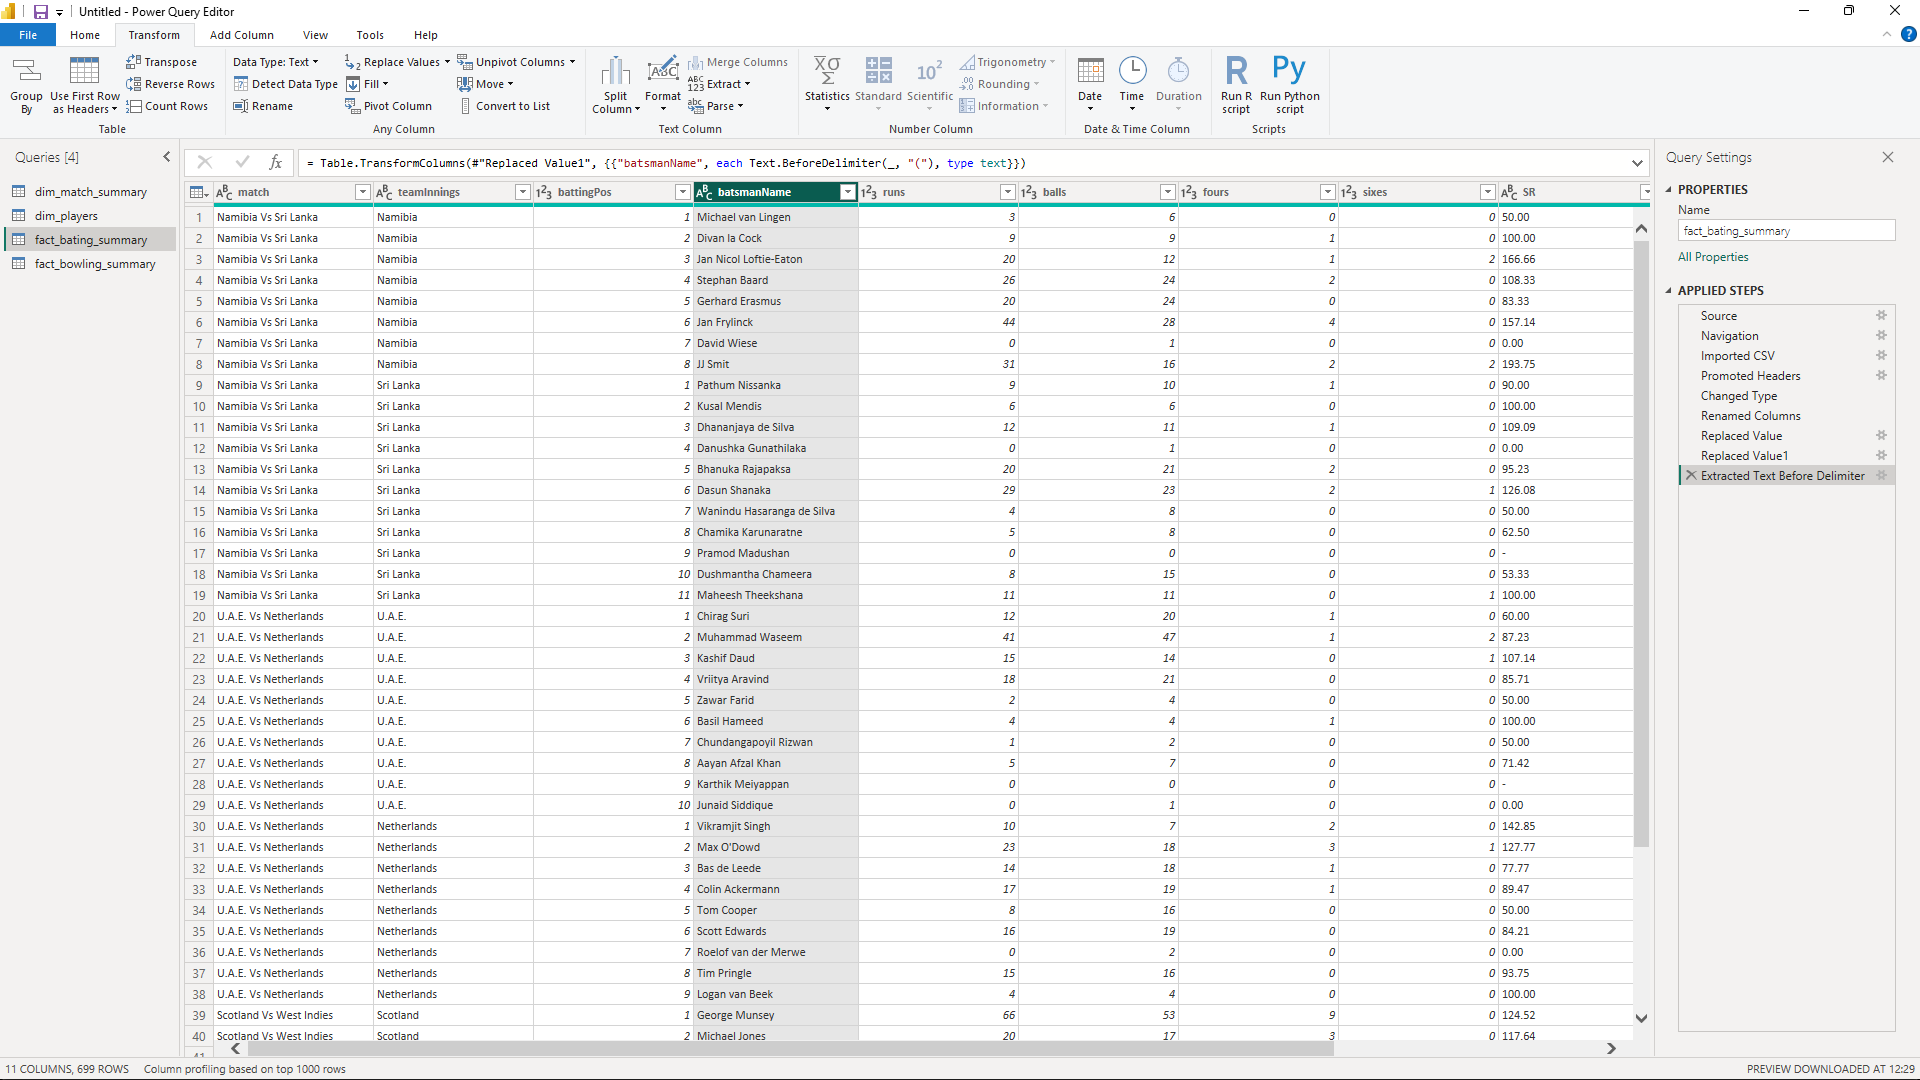 Untitled - Power Query Editor
File Home Transform Add Column View Tools Help
Group By
Use First Row as Headers
Transpose
Reverse Rows
Count Rows
Table
Data Type: Text
Detect Data Type
Rename
Replace Values
Fill
Pivot Column
Unpivot Columns
Move
Convert to List
Any Column
Split Column
Format
Merge Columns
Extract
Parse
Text Column
Statistics
Standard
Scientific
Trigonometry
Rounding
Information
Number Column
Date
Time
Duration
Date & Time Column
Run R script
Run Python script
Scripts
Queries [4]
dim_match_summary
dim_players
fact_bating_summary
fact_bowling_summary
= Table.TransformColumns(#"Replaced Value1", {{"batsmanName", each Text.BeforeDelimiter(_, "("), type text}})
match teamInnings battingPos batsmanName runs balls fours sixes SR
1 Namibia Vs Sri Lanka Namibia 1 Michael van Lingen 3 6 0 0 50.00
2 Namibia Vs Sri Lanka Namibia 2 Divan la Cock 9 9 1 0 100.00
3 Namibia Vs Sri Lanka Namibia 3 Jan Nicol Loftie-Eaton 20 12 1 2 166.66
4 Namibia Vs Sri Lanka Namibia 4 Stephan Baard 26 24 2 0 108.33
5 Namibia Vs Sri Lanka Namibia 5 Gerhard Erasmus 20 24 0 0 83.33
6 Namibia Vs Sri Lanka Namibia 6 Jan Frylinck 44 28 4 0 157.14
7 Namibia Vs Sri Lanka Namibia 7 David Wiese 0 1 0 0 0.00
8 Namibia Vs Sri Lanka Namibia 8 JJ Smit 31 16 2 2 193.75
9 Namibia Vs Sri Lanka Sri Lanka 1 Pathum Nissanka 9 10 1 0 90.00
10 Namibia Vs Sri Lanka Sri Lanka 2 Kusal Mendis 6 6 0 0 100.00
11 Namibia Vs Sri Lanka Sri Lanka 3 Dhananjaya de Silva 12 11 1 0 109.09
12 Namibia Vs Sri Lanka Sri Lanka 4 Danushka Gunathilaka 0 1 0 0 0.00
13 Namibia Vs Sri Lanka Sri Lanka 5 Bhanuka Rajapaksa 20 21 2 0 95.23
14 Namibia Vs Sri Lanka Sri Lanka 6 Dasun Shanaka 29 23 2 1 126.08
15 Namibia Vs Sri Lanka Sri Lanka 7 Wanindu Hasaranga de Silva 4 8 0 0 50.00
16 Namibia Vs Sri Lanka Sri Lanka 8 Chamika Karunaratne 5 8 0 0 62.50
17 Namibia Vs Sri Lanka Sri Lanka 9 Pramod Madushan 0 0 0 0 -
18 Namibia Vs Sri Lanka Sri Lanka 10 Dushmantha Chameera 8 15 0 0 53.33
19 Namibia Vs Sri Lanka Sri Lanka 11 Maheesh Theekshana 11 11 0 1 100.00
20 U.A.E. Vs Netherlands U.A.E. 1 Chirag Suri 12 20 1 0 60.00
21 U.A.E. Vs Netherlands U.A.E. 2 Muhammad Waseem 41 47 1 2 87.23
22 U.A.E. Vs Netherlands U.A.E. 3 Kashif Daud 15 14 0 1 107.14
23 U.A.E. Vs Netherlands U.A.E. 4 Vriitya Aravind 18 21 0 0 85.71
24 U.A.E. Vs Netherlands U.A.E. 5 Zawar Farid 2 4 0 0 50.00
25 U.A.E. Vs Netherlands U.A.E. 6 Basil Hameed 4 4 1 0 100.00
26 U.A.E. Vs Netherlands U.A.E. 7 Chundangapoyil Rizwan 1 2 0 0 50.00
27 U.A.E. Vs Netherlands U.A.E. 8 Aayan Afzal Khan 5 7 0 0 71.42
28 U.A.E. Vs Netherlands U.A.E. 9 Karthik Meiyappan 0 0 0 0 -
29 U.A.E. Vs Netherlands U.A.E. 10 Junaid Siddique 0 1 0 0 0.00
30 U.A.E. Vs Netherlands Netherlands 1 Vikramjit Singh 10 7 2 0 142.85
31 U.A.E. Vs Netherlands Netherlands 2 Max O'Dowd 23 18 3 1 127.77
32 U.A.E. Vs Netherlands Netherlands 3 Bas de Leede 14 18 1 0 77.77
33 U.A.E. Vs Netherlands Netherlands 4 Colin Ackermann 17 19 1 0 89.47
34 U.A.E. Vs Netherlands Netherlands 5 Tom Cooper 8 16 0 0 50.00
35 U.A.E. Vs Netherlands Netherlands 6 Scott Edwards 16 19 0 0 84.21
36 U.A.E. Vs Netherlands Netherlands 7 Roelof van der Merwe 0 2 0 0 0.00
37 U.A.E. Vs Netherlands Netherlands 8 Tim Pringle 15 16 0 0 93.75
38 U.A.E. Vs Netherlands Netherlands 9 Logan van Beek 4 4 0 0 100.00
39 Scotland Vs West Indies Scotland 1 George Munsey 66 53 9 0 124.52
40 Scotland Vs West Indies Scotland 2 Michael Jones 20 17 3 0 117.64
41
Query Settings
PROPERTIES
Name
fact_bating_summary
All Properties
APPLIED STEPS
Source
Navigation
Imported CSV
Promoted Headers
Changed Type
Renamed Columns
Replaced Value
Replaced Value1
Extracted Text Before Delimiter
11 COLUMNS, 699 ROWS Column profiling based on top 1000 rows
PREVIEW DOWNLOADED AT 12:29